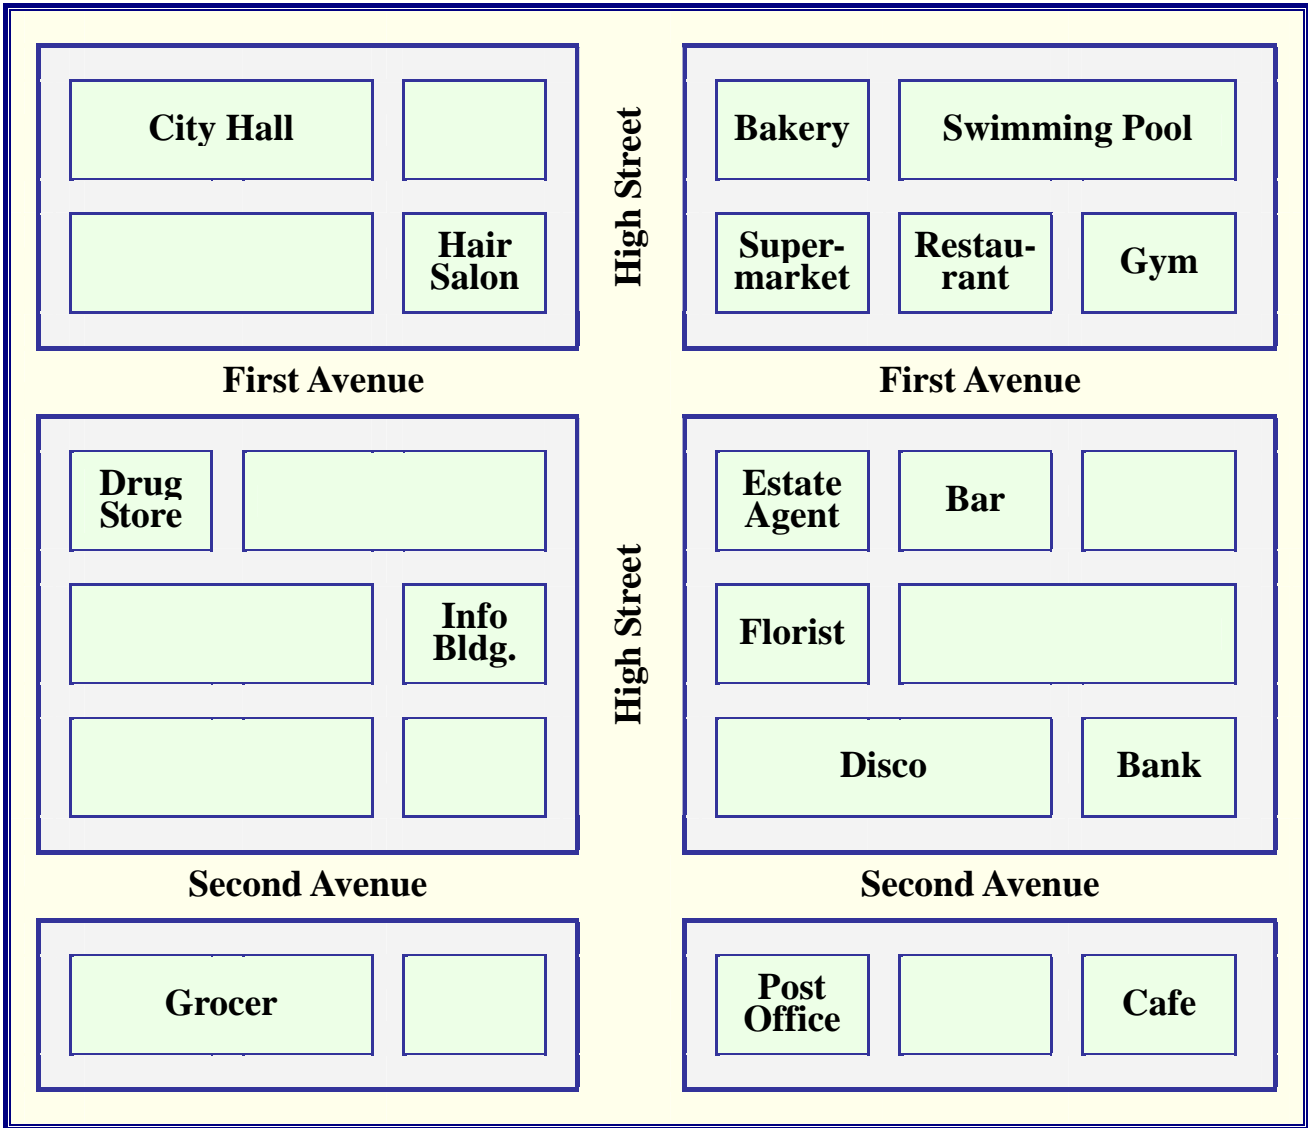 City Hall
Bakery
Swimming Pool
High Street
Hair
Salon
Super-
market
Restau-
rant
Gym
First Avenue
First Avenue
Drug
Store
Estate
Agent
Bar
High Street
Info
Bldg.
Florist
Disco
Bank
Second Avenue
Second Avenue
Grocer
Post
Office
Cafe